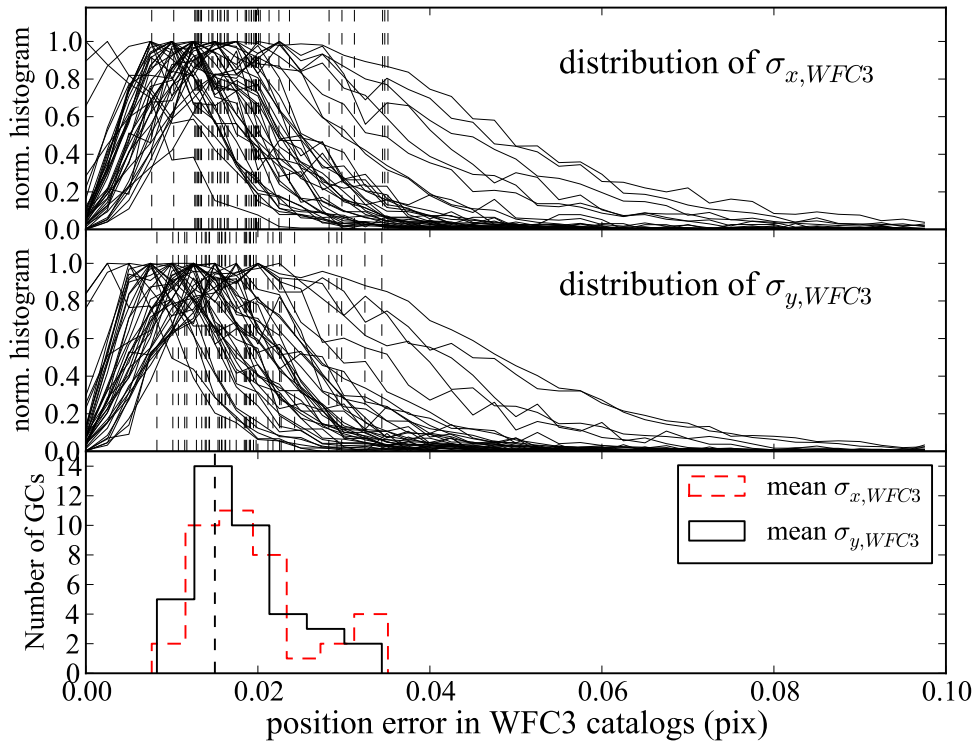 1.0
0.8
0.6
0.4
0.2
0.0
norm. histogram
distribution of σx,WFC3
1.0
0.8
0.6
0.4
0.2
0.0
norm. histogram
distribution of σy,WFC3
14
12
10
8
6
4
2
0
Number of GCs
mean σx,WFC3
mean σy,WFC3
0.00 0.02 0.04 0.06 0.08 0.10
position error in WFC3 catalogs (pix)